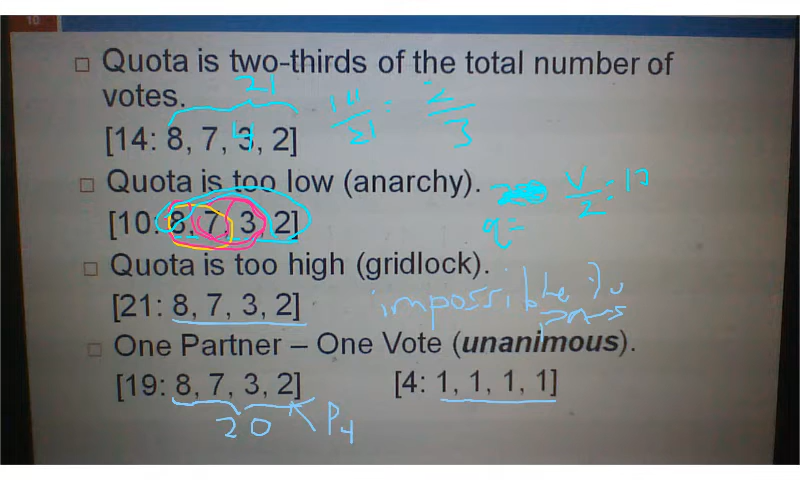 10
Quota is two-thirds of the total number of
votes.
21
14/21 = 2/3
[14: 8, 7, 3, 2]
4
Quota is too low (anarchy).
V/2 = 10
q =
[10: 8, 7, 3, 2]
Quota is too high (gridlock).
impossible to
pass
[21: 8, 7, 3, 2]
One Partner – One Vote (unanimous).
[19: 8, 7, 3, 2] [4: 1, 1, 1, 1]
20 P4